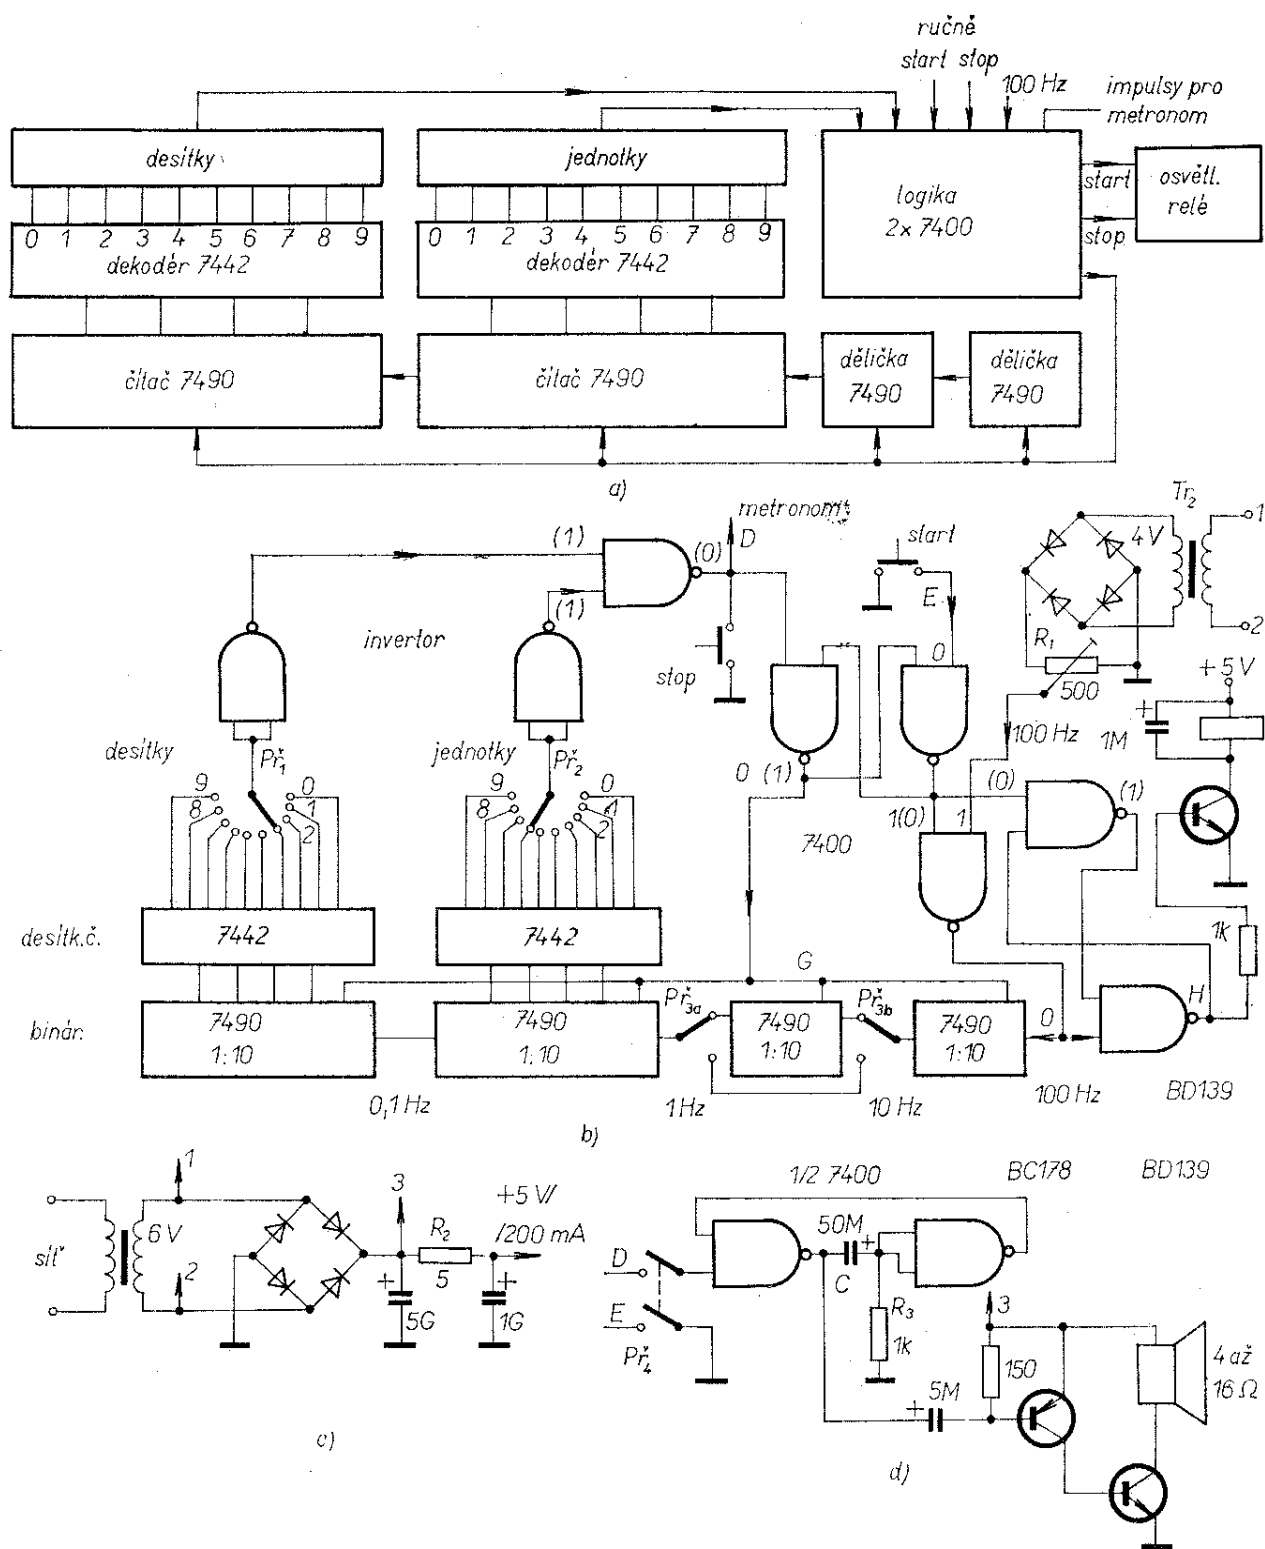 ručně
start stop
100 Hz
impulsy pro
metronom
desítky
jednotky
logika
2x 7400
start
stop
osvětl.
relé
0 1 2 3 4 5 6 7 8 9
dekodér 7442
0 1 2 3 4 5 6 7 8 9
dekodér 7442
čítač 7490
čítač 7490
dělička
7490
dělička
7490
a)
metronom
D
(1)
(0)
(1)
start
E
0
Tr2
4 V
1
2
R1
500
+5 V
100 Hz
1M
invertor
stop
desítky
Př1
jednotky
Př2
9
8
0
1
2
9
8
0
1
2
0 (1)
1(0)
1
(0)
(1)
7400
1k
desítk.č.
7442
7442
G
H
0
binár.
7490
1:10
7490
1:10
Př3a
7490
1:10
Př3b
7490
1:10
0,1 Hz
1 Hz
10 Hz
100 Hz
BD139
b)
síť
6 V
1
2
3
R2
5
+5 V/
/200 mA
5G
1G
c)
1/2 7400
BC178
BD139
D
E
Př4
50M
+
C
R3
1k
3
150
5M
+
4 až
16 Ω
d)